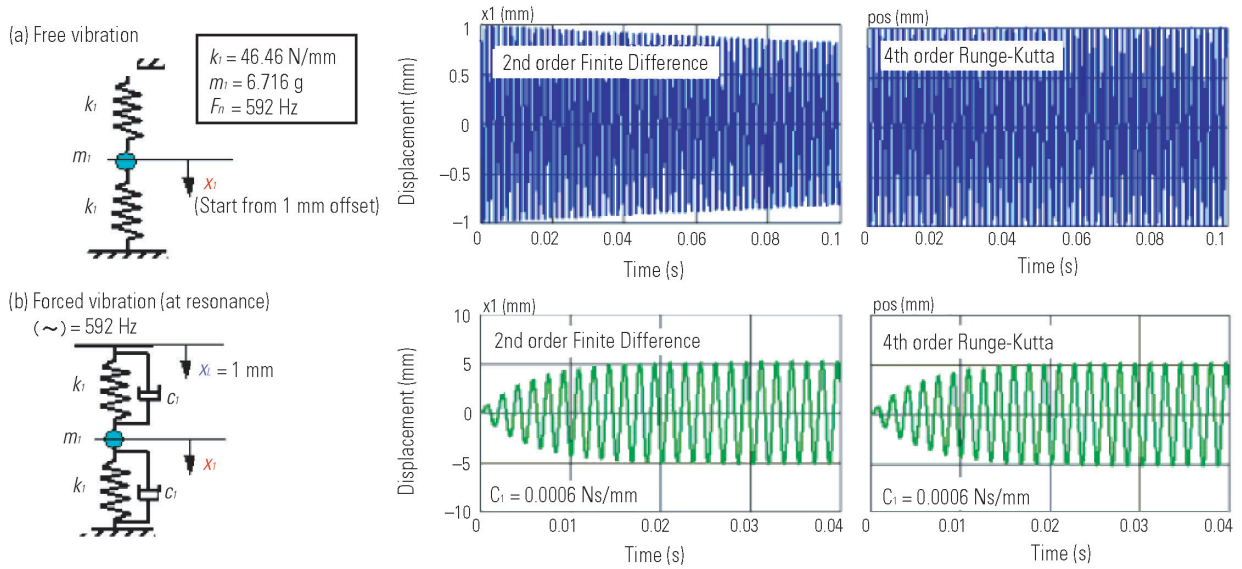 (a) Free vibration
k1 = 46.46 N/mm
m1 = 6.716 g
Fn = 592 Hz
k1
m1
x1
k1
(Start from 1 mm offset)
x1 (mm)
2nd order Finite Difference
Displacement (mm)
1
0.5
0
−0.5
−1
0
0.02
0.04
0.06
0.08
0.1
Time (s)
pos (mm)
4th order Runge-Kutta
0
0.02
0.04
0.06
0.08
0.1
Time (s)
(b) Forced vibration (at resonance)
(~) = 592 Hz
xL = 1 mm
k1
c1
m1
x1
k1
c1
x1 (mm)
2nd order Finite Difference
Displacement (mm)
10
5
0
−5
−10
C1 = 0.0006 Ns/mm
0
0.01
0.02
0.03
0.04
Time (s)
pos (mm)
4th order Runge-Kutta
C1 = 0.0006 Ns/mm
0
0.01
0.02
0.03
0.04
Time (s)